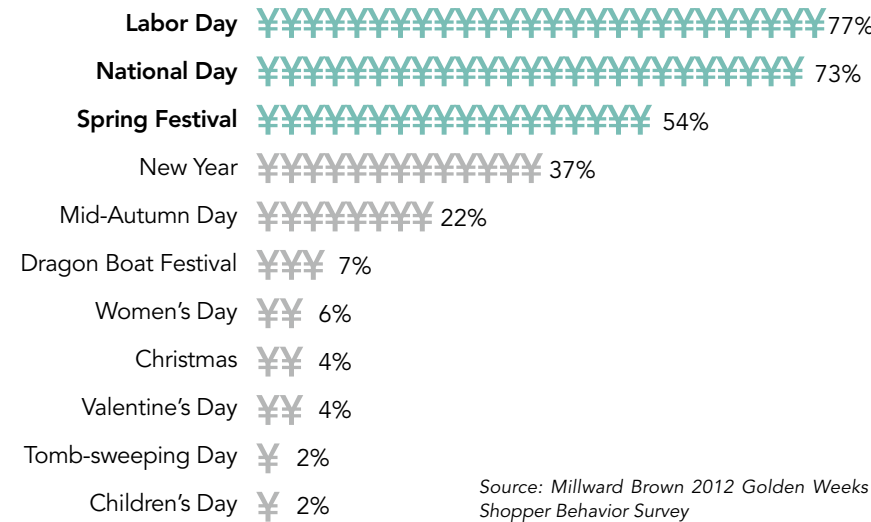 Labor Day 77%
National Day 73%
Spring Festival 54%
New Year 37%
Mid-Autumn Day 22%
Dragon Boat Festival 7%
Women’s Day 6%
Christmas 4%
Valentine’s Day 4%
Tomb-sweeping Day 2%
Children’s Day 2%
Source: Millward Brown 2012 Golden Weeks
Shopper Behavior Survey